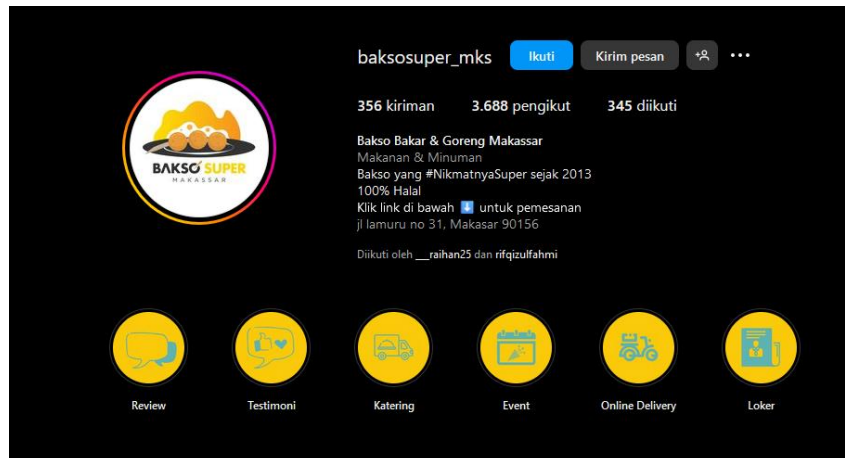 baksosuper_mks Ikuti Kirim pesan
356 kiriman 3.688 pengikut 345 diikuti
Bakso Bakar & Goreng Makassar
Makanan & Minuman
Bakso yang #NikmatnyaSuper sejak 2013
100% Halal
Klik link di bawah ⬇️ untuk pemesanan
jl lamuru no 31, Makasar 90156
Diikuti oleh ___raihan25 dan rifqizulfahmi
BAKSO SUPER
MAKASSAR
Review Testimoni Katering Event Online Delivery Loker